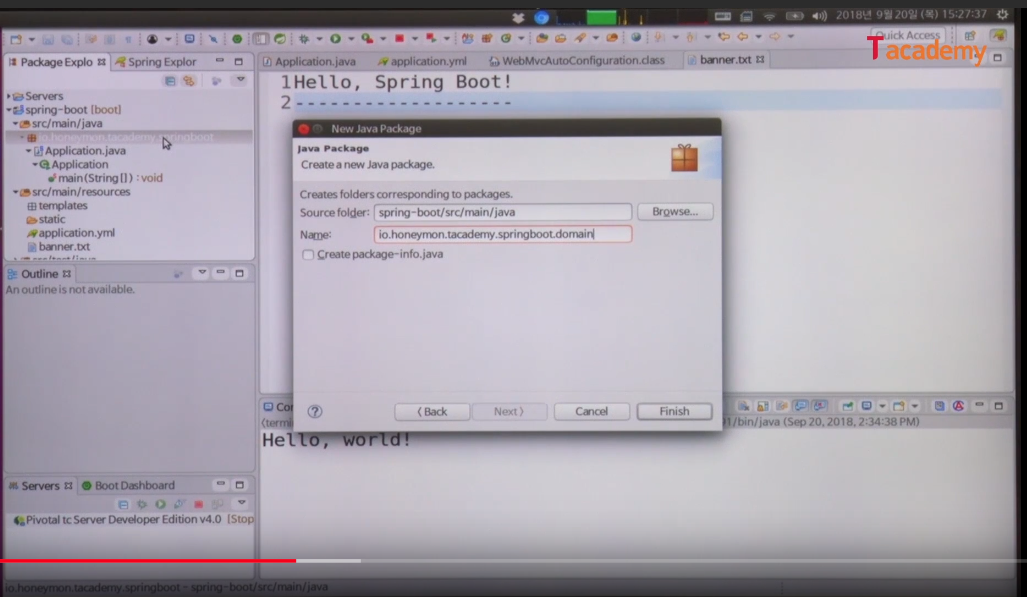 2018년 9월 20일 (목) 15:27:37
Quick Access
Tacademy
Package Explo
Spring Explor
Application.java
application.yml
WebMvcAutoConfiguration.class
banner.txt
Servers
spring-boot [boot]
src/main/java
io.honeymon.tacademy.springboot
Application.java
Application
main(String[]) : void
src/main/resources
templates
static
application.yml
banner.txt
src/test/java
1Hello, Spring Boot!
2-------------------
New Java Package
Java Package
Create a new Java package.
Creates folders corresponding to packages.
Source folder: spring-boot/src/main/java Browse...
Name: io.honeymon.tacademy.springboot.domain
Create package-info.java
? < Back Next > Cancel Finish
Outline
An outline is not available.
Con
<termi
1/bin/java (Sep 20, 2018, 2:34:38 PM)
Hello, world!
Servers
Boot Dashboard
Pivotal tc Server Developer Edition v4.0 [Stop
io.honeymon.tacademy.springboot - spring-boot/src/main/java